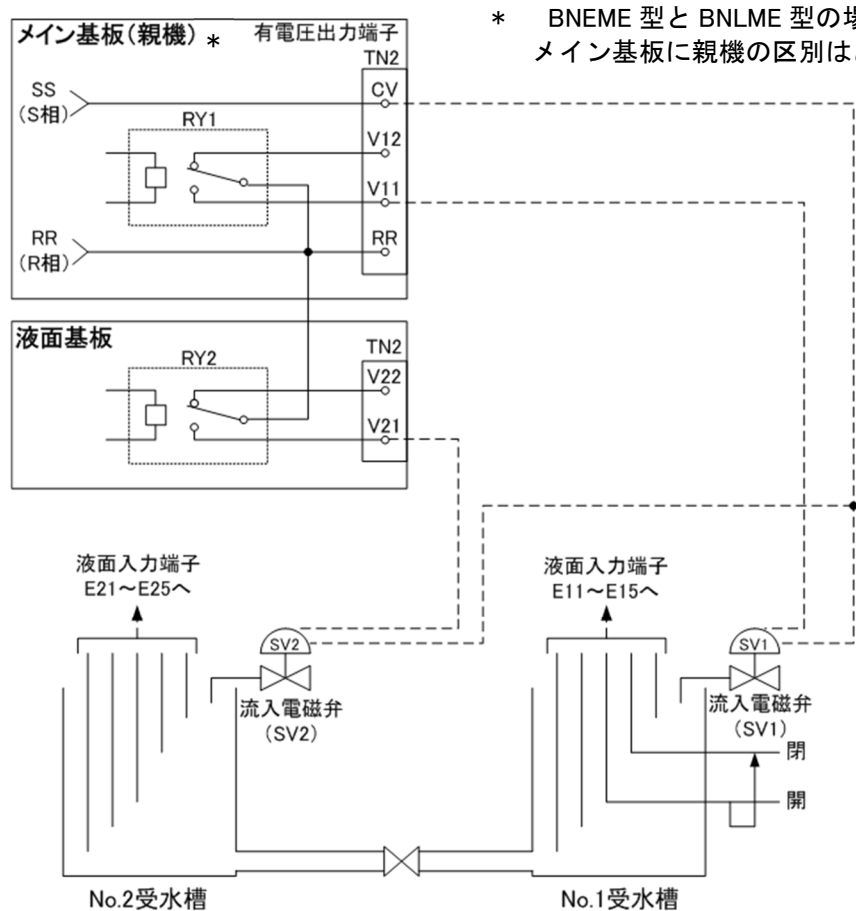 * BNEME 型と BNLME 型の
メイン基板に親機の区別は
メイン基板(親機) *
有電圧出力端子
TN2
SS
(S相)
CV
RY1
V12
V11
RR
(R相)
RR
液面基板
RY2
TN2
V22
V21
液面入力端子
E21～E25へ
液面入力端子
E11～E15へ
SV2
SV1
流入電磁弁
(SV2)
流入電磁弁
(SV1)
閉
開
No.2受水槽
No.1受水槽